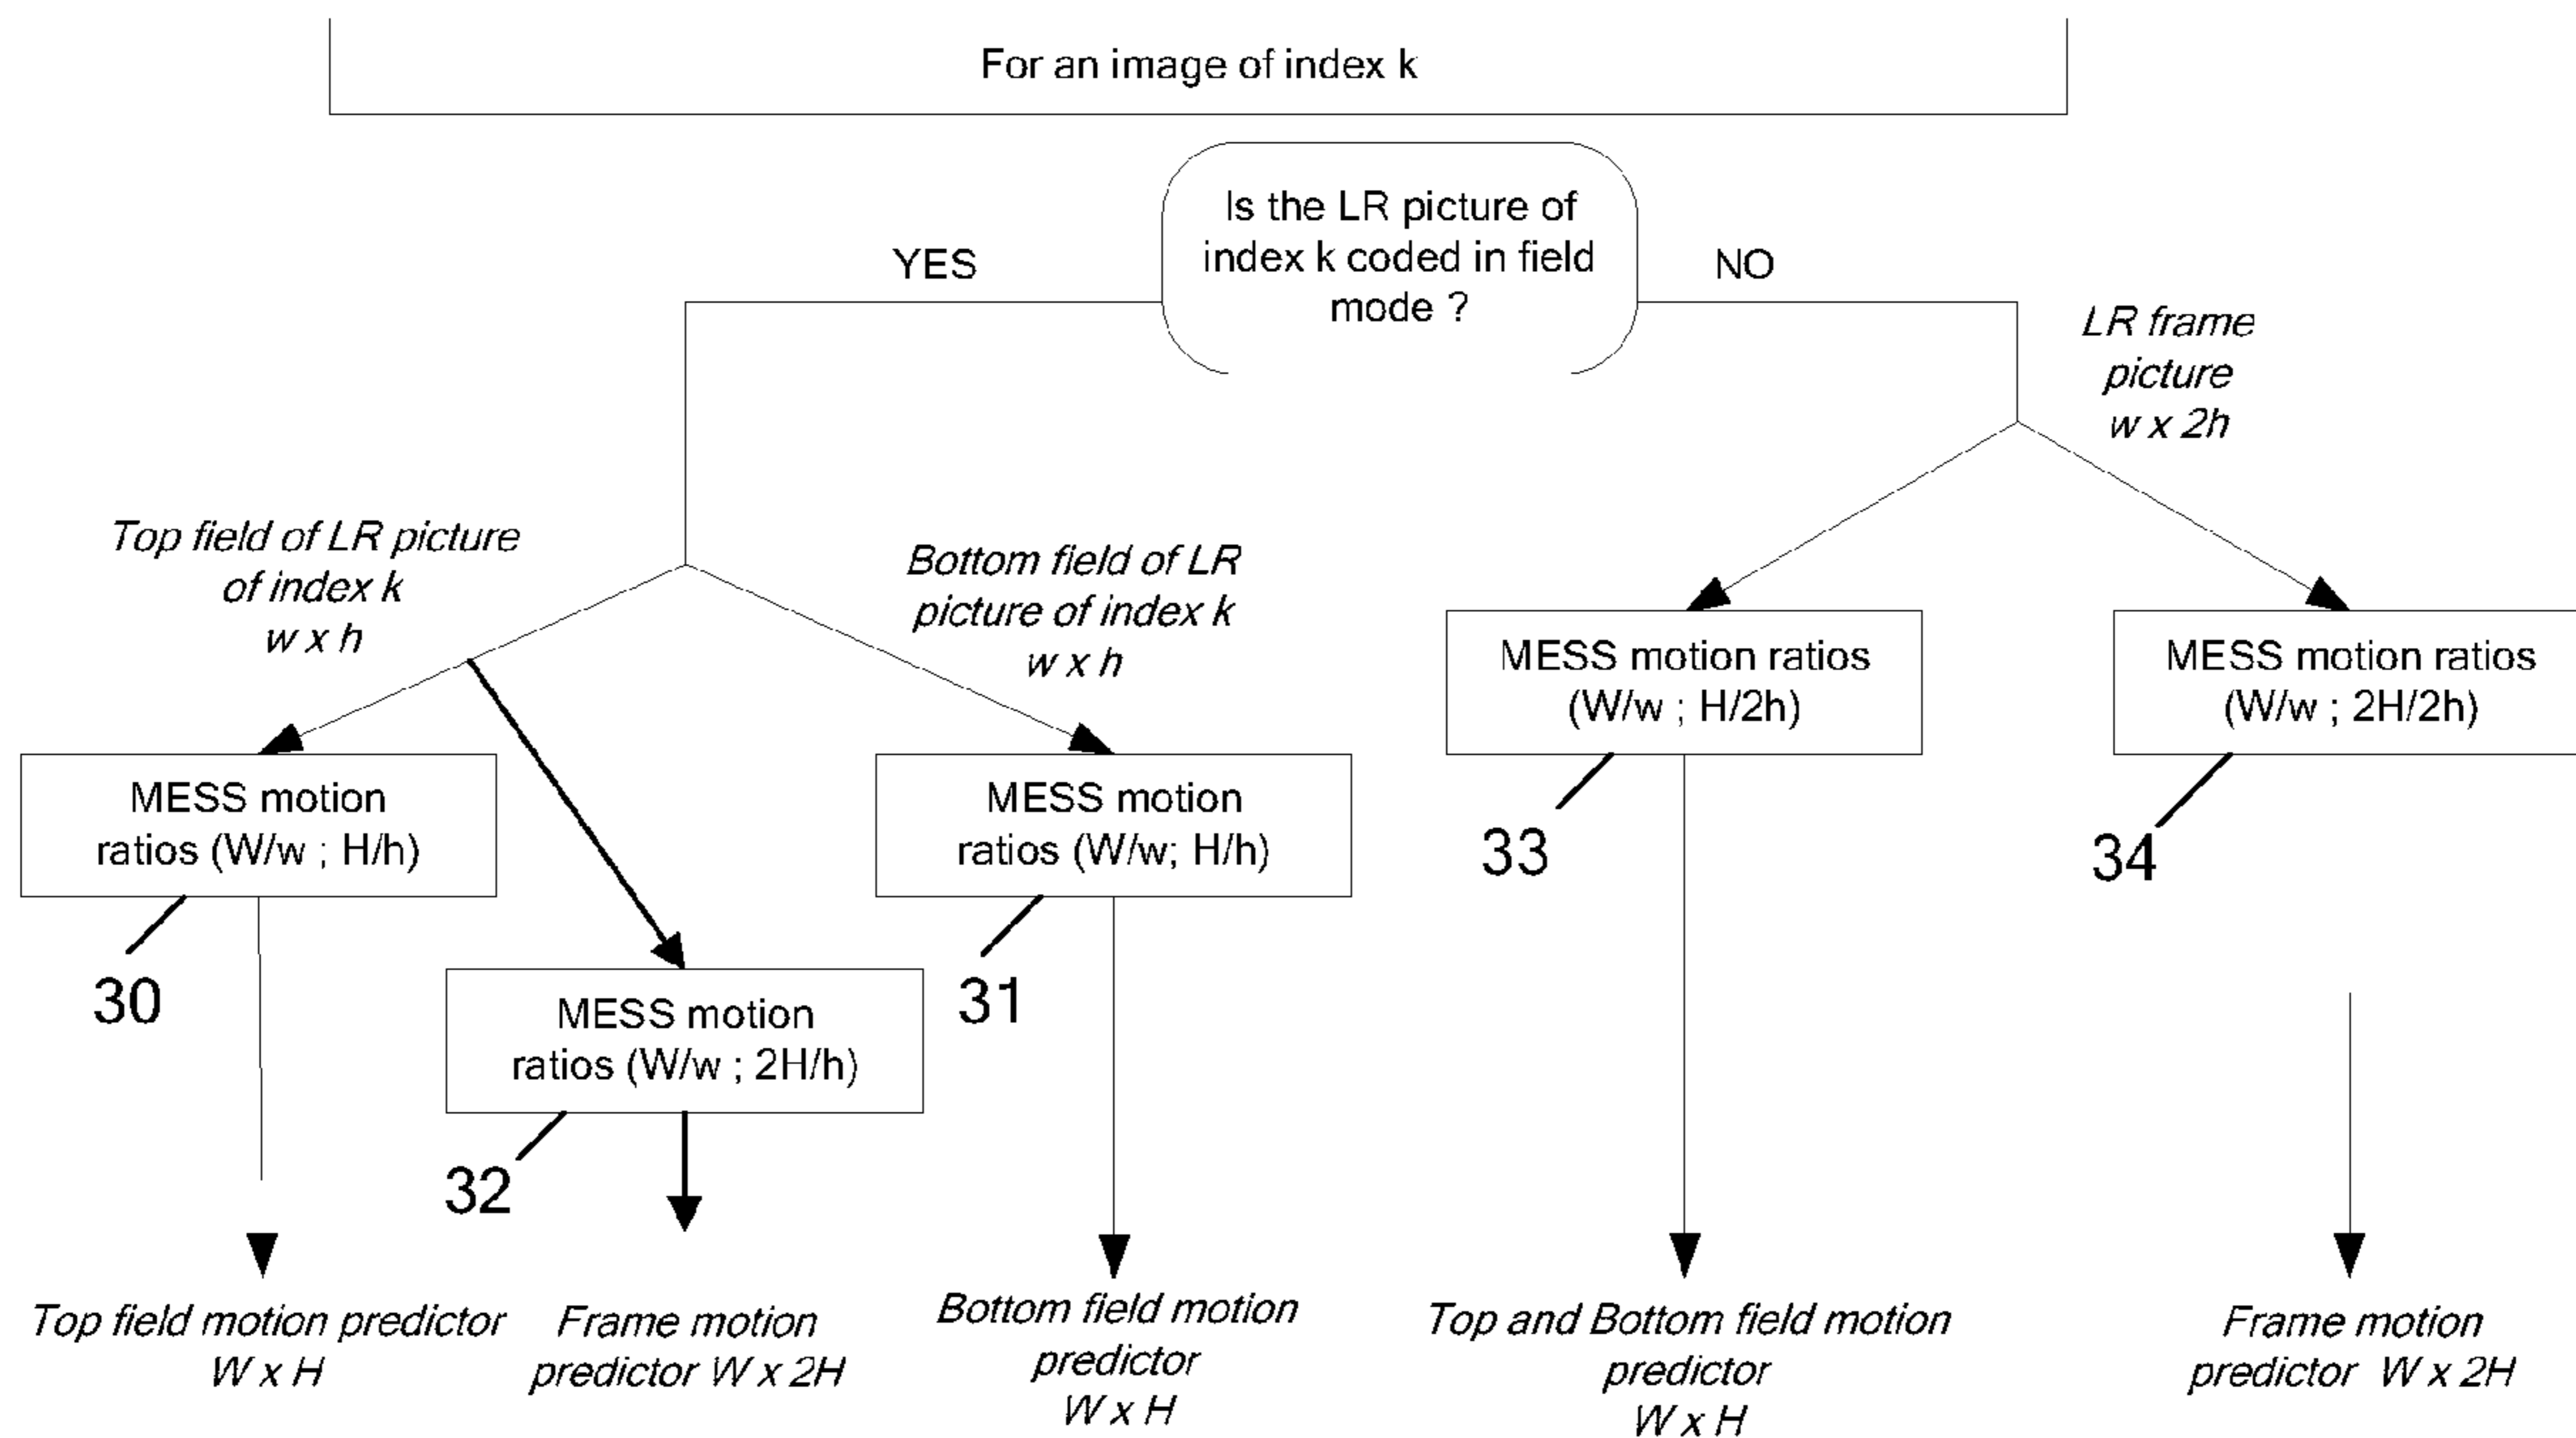 For an image of index k
Is the LR picture of
index k coded in field
mode ?
YES
NO
LR frame
picture
w x 2h
Top field of LR picture
of index k
w x h
Bottom field of LR
picture of index k
w x h
MESS motion ratios
(W/w ; H/2h)
MESS motion ratios
(W/w ; 2H/2h)
MESS motion
ratios (W/w ; H/h)
MESS motion
ratios (W/w; H/h)
33
34
30
31
MESS motion
ratios (W/w ; 2H/h)
32
Top field motion predictor
W x H
Frame motion
predictor W x 2H
Bottom field motion
predictor
W x H
Top and Bottom field motion
predictor
W x H
Frame motion
predictor W x 2H